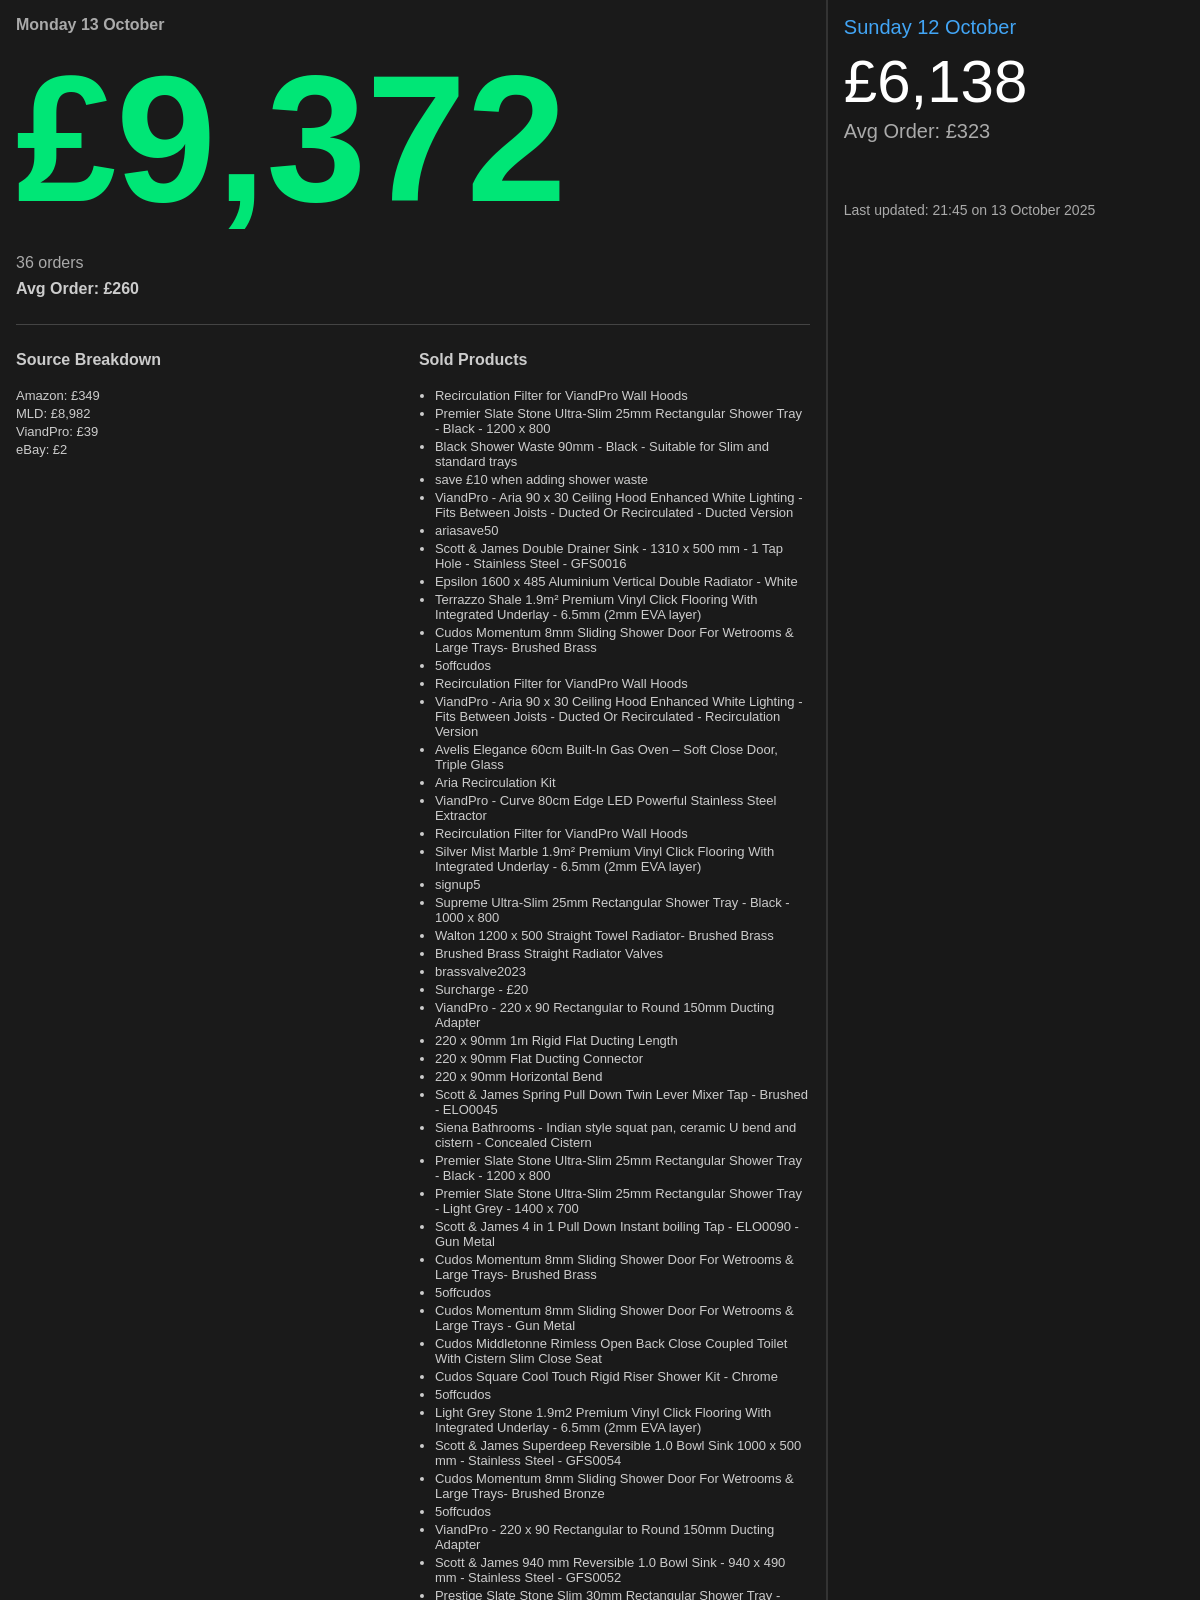 Monday 13 October
£9,372
36 orders
Avg Order: £260
Source Breakdown
Amazon: £349
MLD: £8,982
ViandPro: £39
eBay: £2
Sold Products
Recirculation Filter for ViandPro Wall Hoods
Premier Slate Stone Ultra-Slim 25mm Rectangular Shower Tray
- Black - 1200 x 800
Black Shower Waste 90mm - Black - Suitable for Slim and
standard trays
save £10 when adding shower waste
ViandPro - Aria 90 x 30 Ceiling Hood Enhanced White Lighting -
Fits Between Joists - Ducted Or Recirculated - Ducted Version
ariasave50
Scott & James Double Drainer Sink - 1310 x 500 mm - 1 Tap
Hole - Stainless Steel - GFS0016
Epsilon 1600 x 485 Aluminium Vertical Double Radiator - White
Terrazzo Shale 1.9m² Premium Vinyl Click Flooring With
Integrated Underlay - 6.5mm (2mm EVA layer)
Cudos Momentum 8mm Sliding Shower Door For Wetrooms &
Large Trays- Brushed Brass
5offcudos
Recirculation Filter for ViandPro Wall Hoods
ViandPro - Aria 90 x 30 Ceiling Hood Enhanced White Lighting -
Fits Between Joists - Ducted Or Recirculated - Recirculation
Version
Avelis Elegance 60cm Built-In Gas Oven – Soft Close Door,
Triple Glass
Aria Recirculation Kit
ViandPro - Curve 80cm Edge LED Powerful Stainless Steel
Extractor
Recirculation Filter for ViandPro Wall Hoods
Silver Mist Marble 1.9m² Premium Vinyl Click Flooring With
Integrated Underlay - 6.5mm (2mm EVA layer)
signup5
Supreme Ultra-Slim 25mm Rectangular Shower Tray - Black -
1000 x 800
Walton 1200 x 500 Straight Towel Radiator- Brushed Brass
Brushed Brass Straight Radiator Valves
brassvalve2023
Surcharge - £20
ViandPro - 220 x 90 Rectangular to Round 150mm Ducting
Adapter
220 x 90mm 1m Rigid Flat Ducting Length
220 x 90mm Flat Ducting Connector
220 x 90mm Horizontal Bend
Scott & James Spring Pull Down Twin Lever Mixer Tap - Brushed
- ELO0045
Siena Bathrooms - Indian style squat pan, ceramic U bend and
cistern - Concealed Cistern
Premier Slate Stone Ultra-Slim 25mm Rectangular Shower Tray
- Black - 1200 x 800
Premier Slate Stone Ultra-Slim 25mm Rectangular Shower Tray
- Light Grey - 1400 x 700
Scott & James 4 in 1 Pull Down Instant boiling Tap - ELO0090 -
Gun Metal
Cudos Momentum 8mm Sliding Shower Door For Wetrooms &
Large Trays- Brushed Brass
5offcudos
Cudos Momentum 8mm Sliding Shower Door For Wetrooms &
Large Trays - Gun Metal
Cudos Middletonne Rimless Open Back Close Coupled Toilet
With Cistern Slim Close Seat
Cudos Square Cool Touch Rigid Riser Shower Kit - Chrome
5offcudos
Light Grey Stone 1.9m2 Premium Vinyl Click Flooring With
Integrated Underlay - 6.5mm (2mm EVA layer)
Scott & James Superdeep Reversible 1.0 Bowl Sink 1000 x 500
mm - Stainless Steel - GFS0054
Cudos Momentum 8mm Sliding Shower Door For Wetrooms &
Large Trays- Brushed Bronze
5offcudos
ViandPro - 220 x 90 Rectangular to Round 150mm Ducting
Adapter
Scott & James 940 mm Reversible 1.0 Bowl Sink - 940 x 490
mm - Stainless Steel - GFS0052
Prestige Slate Stone Slim 30mm Rectangular Shower Tray -
Sunday 12 October
£6,138
Avg Order: £323
Last updated: 21:45 on 13 October 2025